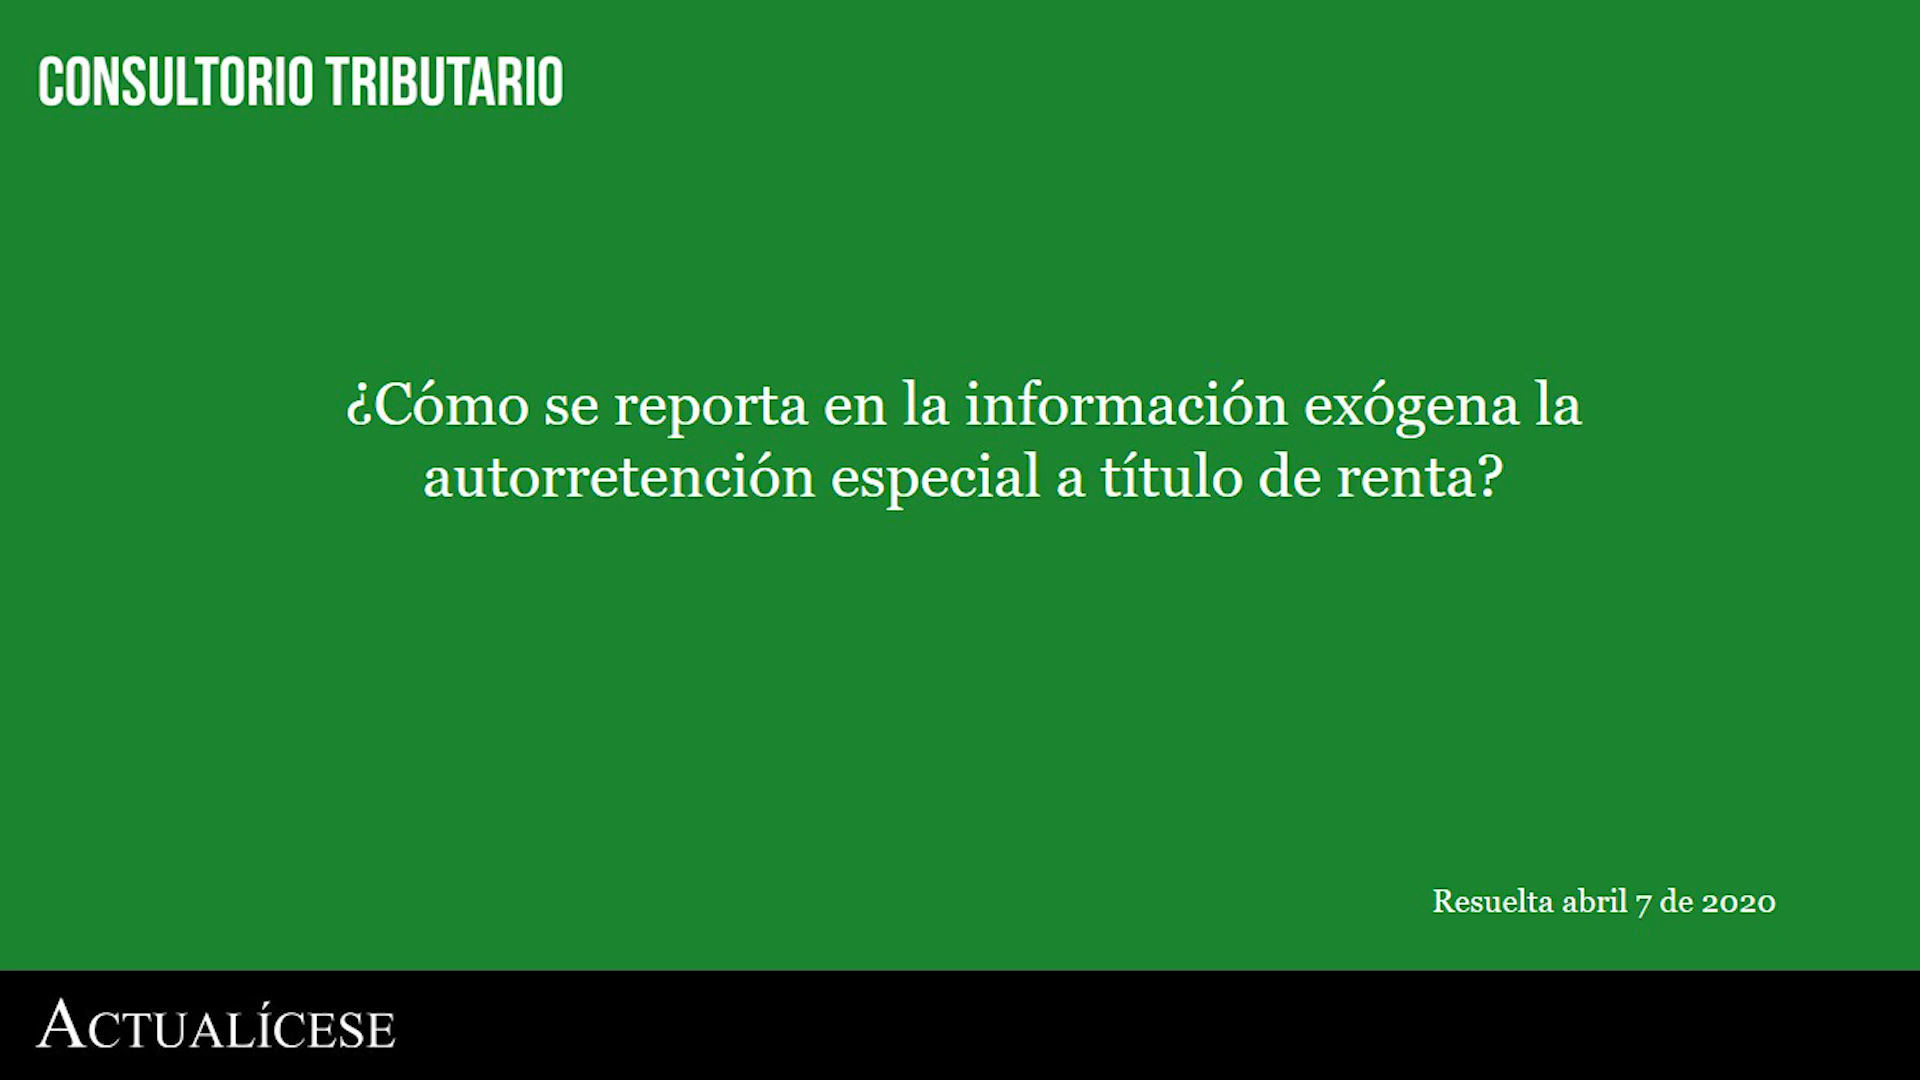 CONSULTORIO TRIBUTARIO
¿Cómo se reporta en la información exógena la
autorretención especial a título de renta?
Resuelta abril 7 de 2020
ACTUALÍCESE